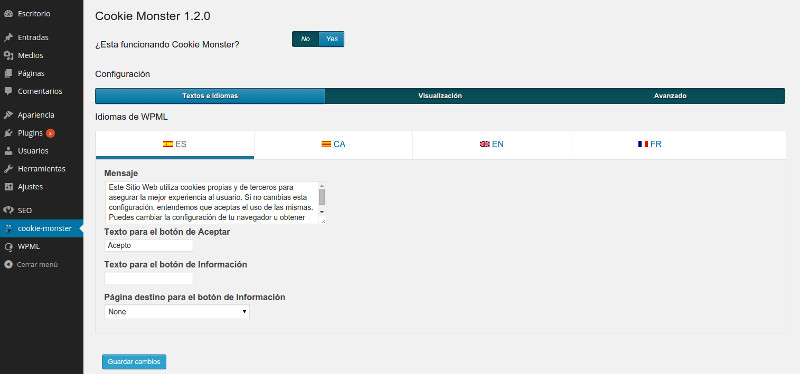 Escritorio
Entradas
Medios
Páginas
Comentarios
Apariencia
Plugins 2
Usuarios
Herramientas
Ajustes
SEO
cookie-monster
WPML
Cerrar menú
Cookie Monster 1.2.0
¿Esta funcionando Cookie Monster?
No Yes
Configuración
Textos e Idiomas Visualización Avanzado
Idiomas de WPML
ES CA EN FR
Mensaje
Este Sitio Web utiliza cookies propias y de terceros para
asegurar la mejor experiencia al usuario. Si no cambias esta
configuración, entendemos que aceptas el uso de las mismas.
Puedes cambiar la configuración de tu navegador u obtener
Texto para el botón de Aceptar
Acepto
Texto para el botón de Información
Página destino para el botón de Información
None
Guardar cambios